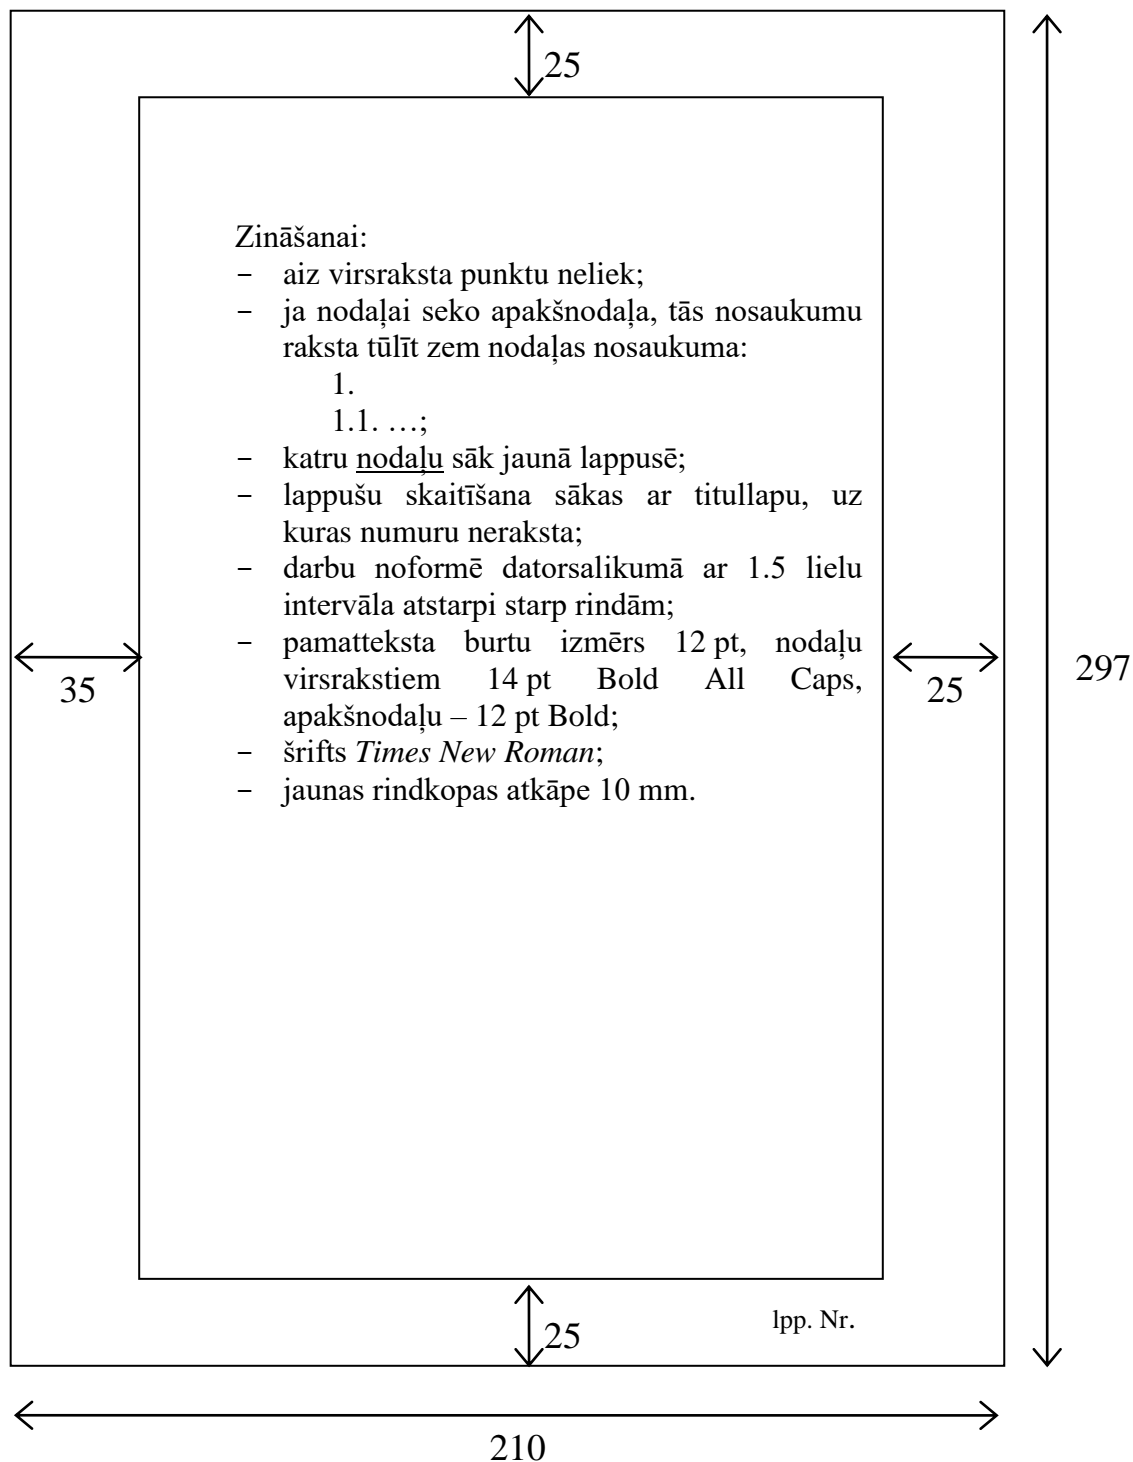 25
Zināšanai:
− aiz virsraksta punktu neliek;
− ja nodaļai seko apakšnodaļa, tās nosaukumu
raksta tūlīt zem nodaļas nosaukuma:
1.
1.1. …;
− katru nodaļu sāk jaunā lappusē;
− lappušu skaitīšana sākas ar titullapu, uz
kuras numuru neraksta;
− darbu noformē datorsalikumā ar 1.5 lielu
intervāla atstarpi starp rindām;
− pamatteksta burtu izmērs 12 pt, nodaļu
virsrakstiem 14 pt Bold All Caps,
apakšnodaļu – 12 pt Bold;
− šrifts Times New Roman;
− jaunas rindkopas atkāpe 10 mm.
35
25
297
lpp. Nr.
25
210